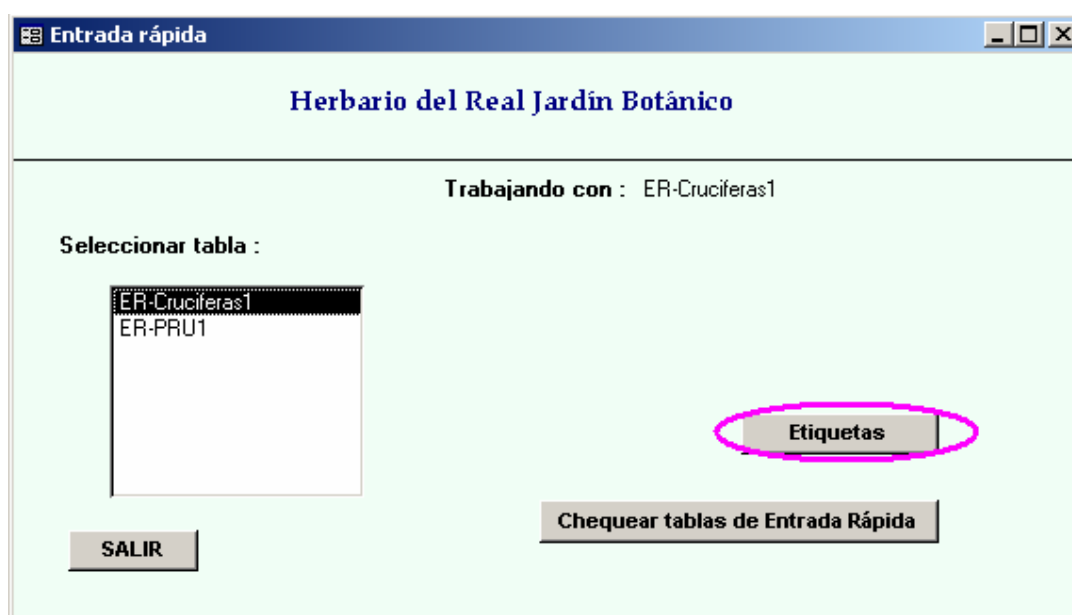 Entrada rápida
Herbario del Real Jardín Botánico
Trabajando con : ER-Cruciferas1
Seleccionar tabla :
ER-Cruciferas1
ER-PRU1
Etiquetas
Chequear tablas de Entrada Rápida
SALIR